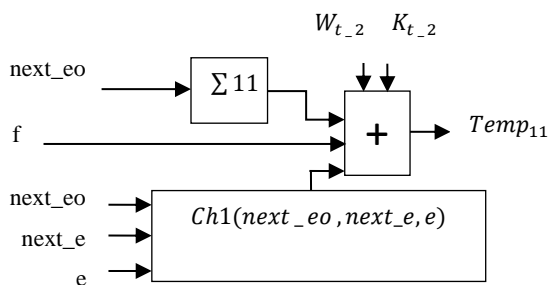 W_{t_2} K_{t_2}
next_eo
∑ 11
f
+
Temp_{11}
next_eo
Ch1(next_eo , next_e, e)
next_e
e